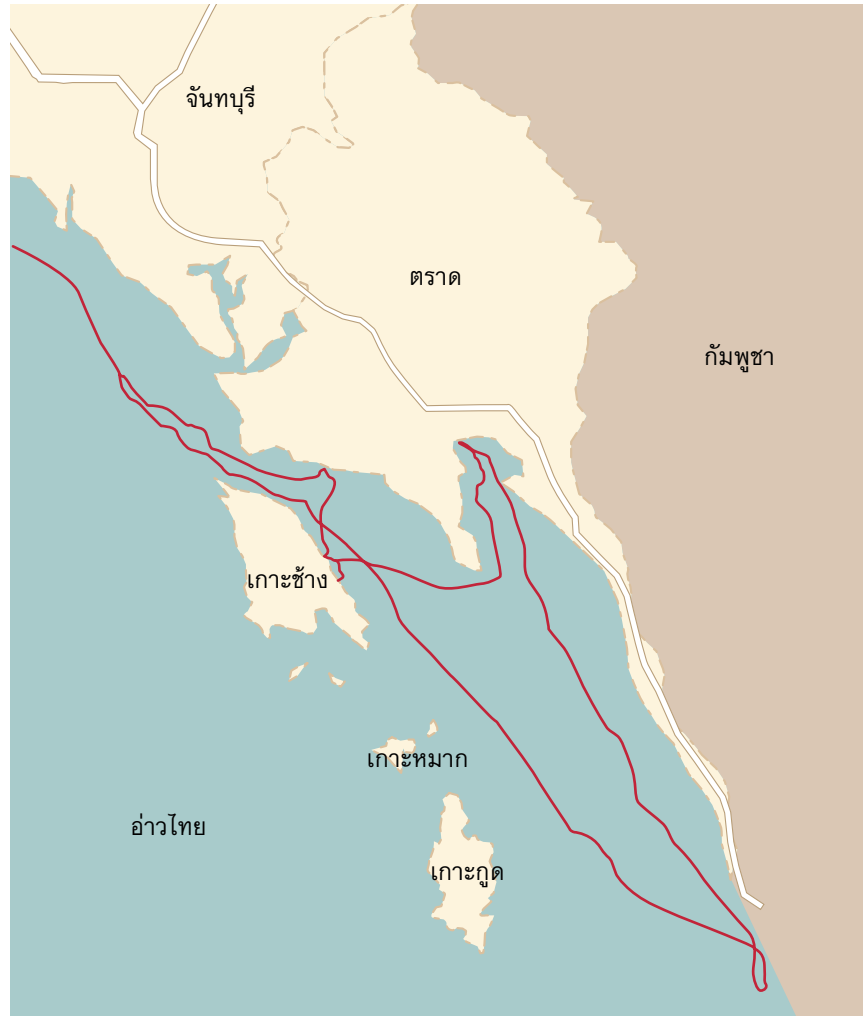 จันทบุรี
ตราด
กัมพูชา
เกาะช้าง
เกาะหมาก
อ่าวไทย
เกาะกูด